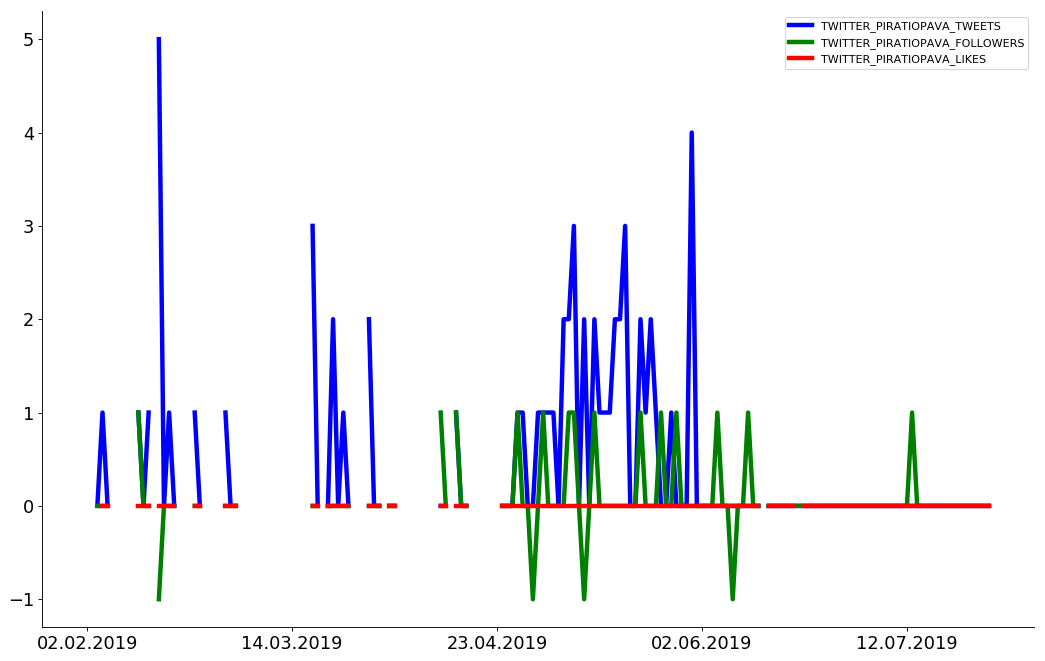 TWITTER_PIRATIOPAVA_TWEETS
TWITTER_PIRATIOPAVA_FOLLOWERS
TWITTER_PIRATIOPAVA_LIKES
5
4
3
2
1
0
−1
02.02.2019 14.03.2019 23.04.2019 02.06.2019 12.07.2019